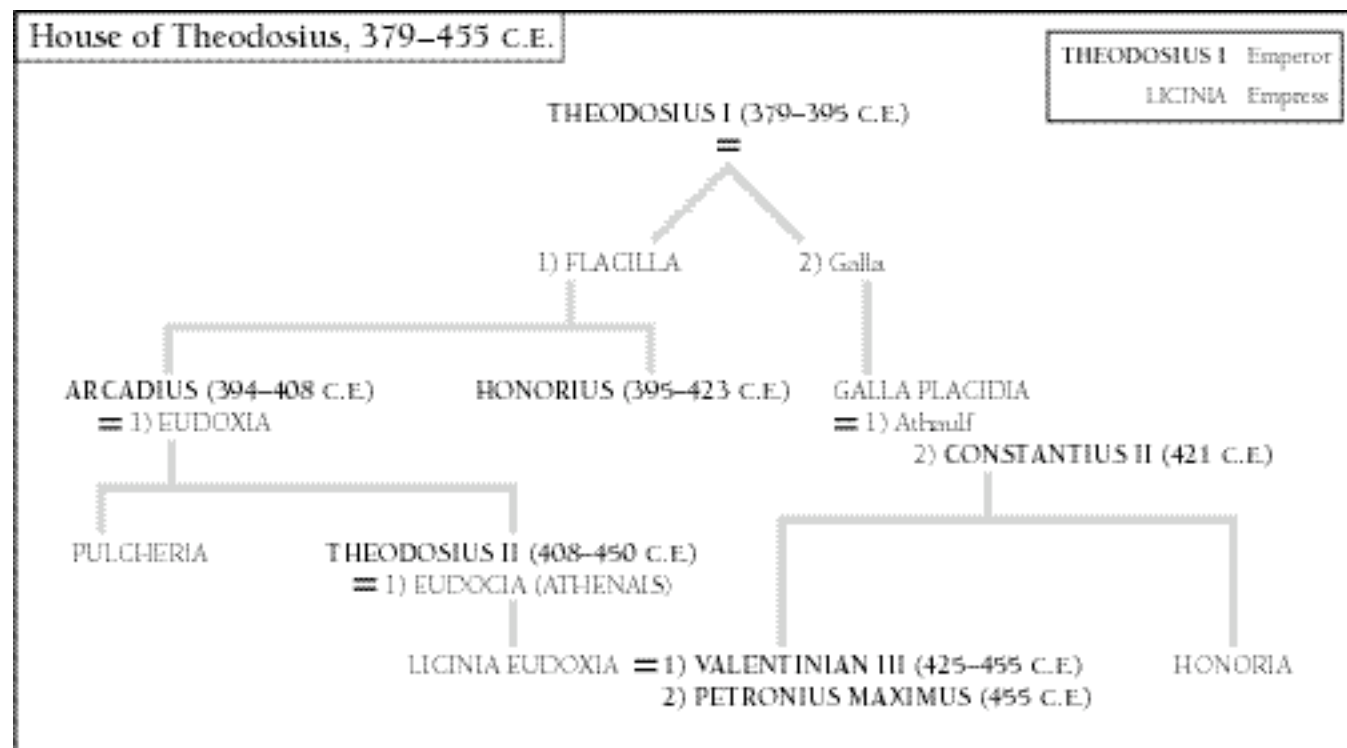 House of Theodosius, 379–455 C.E.
THEODOSIUS I Emperor
LICINIA Empress
THEODOSIUS I (379–395 C.E.)
=
1) FLACILLA 2) Galla
ARCADIUS (394–408 C.E.) HONORIUS (395–423 C.E.) GALLA PLACIDIA
= 1) EUDOXIA = 1) Athaulf
2) CONSTANTIUS II (421 C.E.)
PULCHERIA THEODOSIUS II (408–450 C.E.)
= 1) EUDOCIA (ATHENAIS)
LICINIA EUDOXIA = 1) VALENTINIAN III (425–455 C.E.) HONORIA
2) PETRONIUS MAXIMUS (455 C.E.)